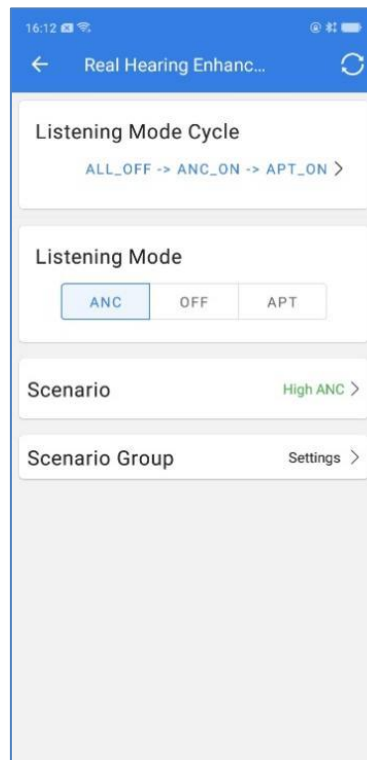 16:12
Real Hearing Enhanc...
Listening Mode Cycle
ALL_OFF -> ANC_ON -> APT_ON >
Listening Mode
ANC OFF APT
Scenario High ANC >
Scenario Group Settings >